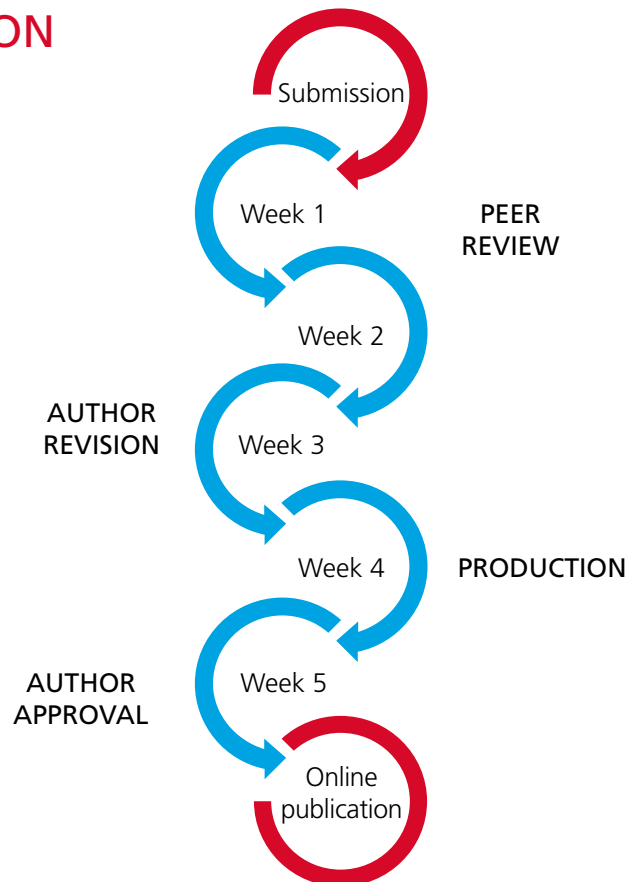 ON
Submission
Week 1
PEER
REVIEW
Week 2
AUTHOR
REVISION
Week 3
Week 4
PRODUCTION
AUTHOR
APPROVAL
Week 5
Online
publication